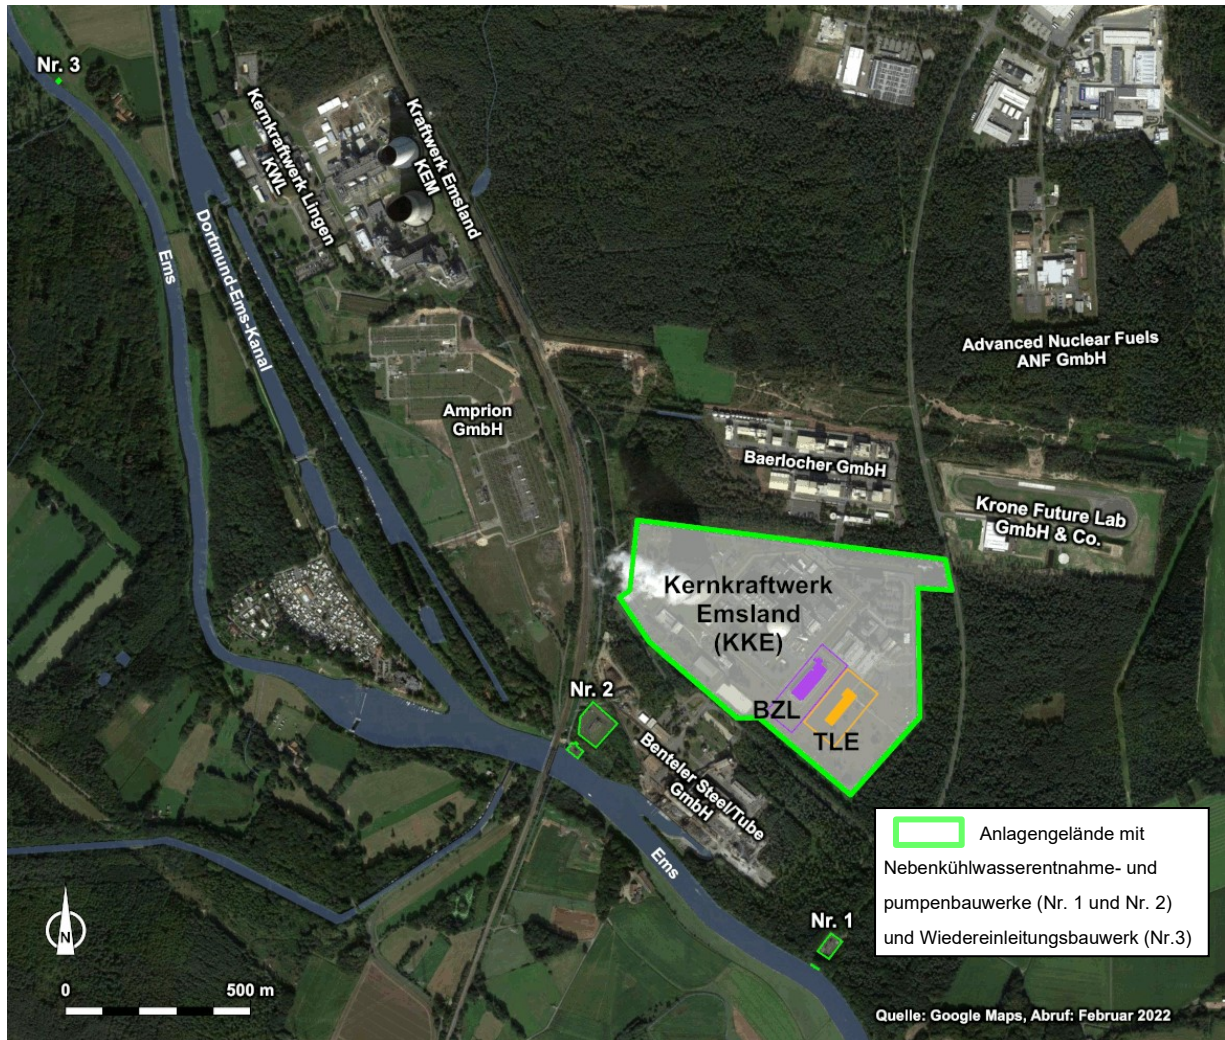 Nr. 3
Kernkraftwerk Lingen
KWL
Kraftwerk Emsland
KEM
Dortmund-Ems-Kanal
Ems
Advanced Nuclear Fuels
ANF GmbH
Amprion
GmbH
Baerlocher GmbH
Krone Future Lab
GmbH & Co.
Kernkraftwerk
Emsland
(KKE)
Nr. 2
BZL
TLE
Benteler Steel/Tube
GmbH
Ems
Nr. 1
Anlagengelände mit
Nebenkühlwasserentnahme- und
pumpenbauwerke (Nr. 1 und Nr. 2)
und Wiedereinleitungsbauwerk (Nr.3)
N
0 500 m
Quelle: Google Maps, Abruf: Februar 2022